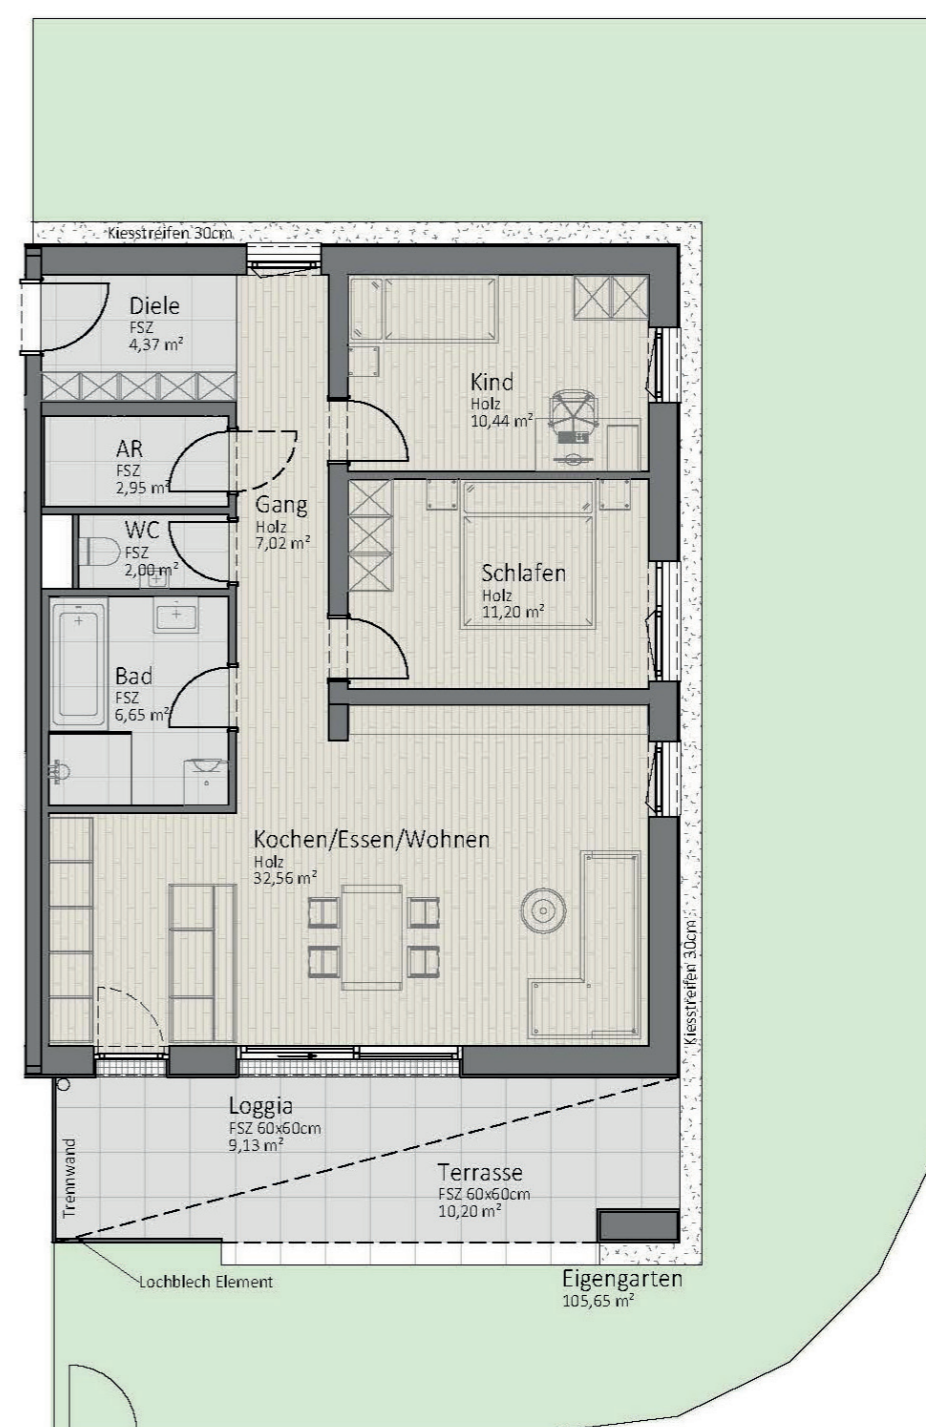 Kiesstreifen 30cm
Diele
FSZ
4,37 m²
Kind
Holz
10,44 m²
AR
FSZ
2,95 m²
Gang
Holz
7,02 m²
WC
FSZ
2,00 m²
Schlafen
Holz
11,20 m²
Bad
FSZ
6,65 m²
Kochen/Essen/Wohnen
Holz
32,56 m²
Kiesstreifen 30cm
Loggia
FSZ 60x60cm
9,13 m²
Trennwand
Terrasse
FSZ 60x60cm
10,20 m²
Lochblech Element
Eigengarten
105,65 m²